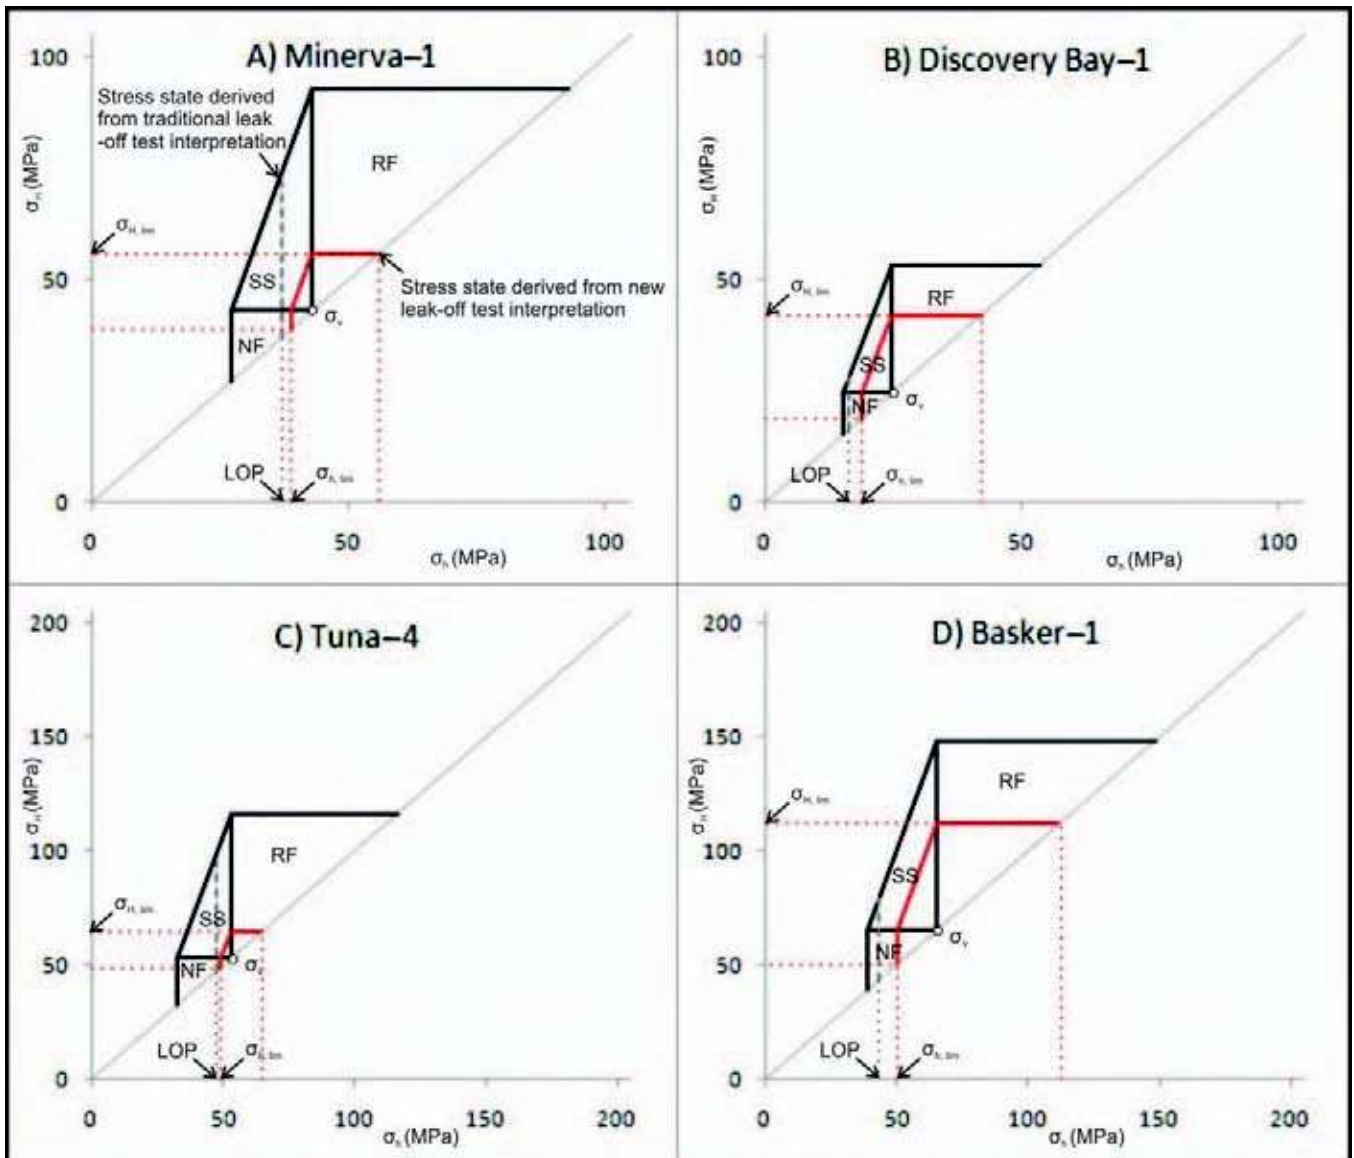 A) Minerva–1
100
Stress state derived
from traditional leak
-off test interpretation
σH (MPa)
RF
σH, lim
50
SS
Stress state derived from new
leak-off test interpretation
σv
NF
LOP
σh, lim
0
0
50
100
σh (MPa)
B) Discovery Bay–1
100
σH (MPa)
σH, lim
50
RF
SS
NF
σv
LOP
σh, lim
0
0
50
100
σh (MPa)
C) Tuna–4
200
150
σH (MPa)
100
RF
σH, lim
SS
50
NF
σv
LOP
σh, lim
0
0
50
100
150
200
σh (MPa)
D) Basker–1
200
150
σH (MPa)
RF
σH, lim
100
SS
σv
50
NF
LOP
σh, lim
0
0
50
100
150
200
σh (MPa)